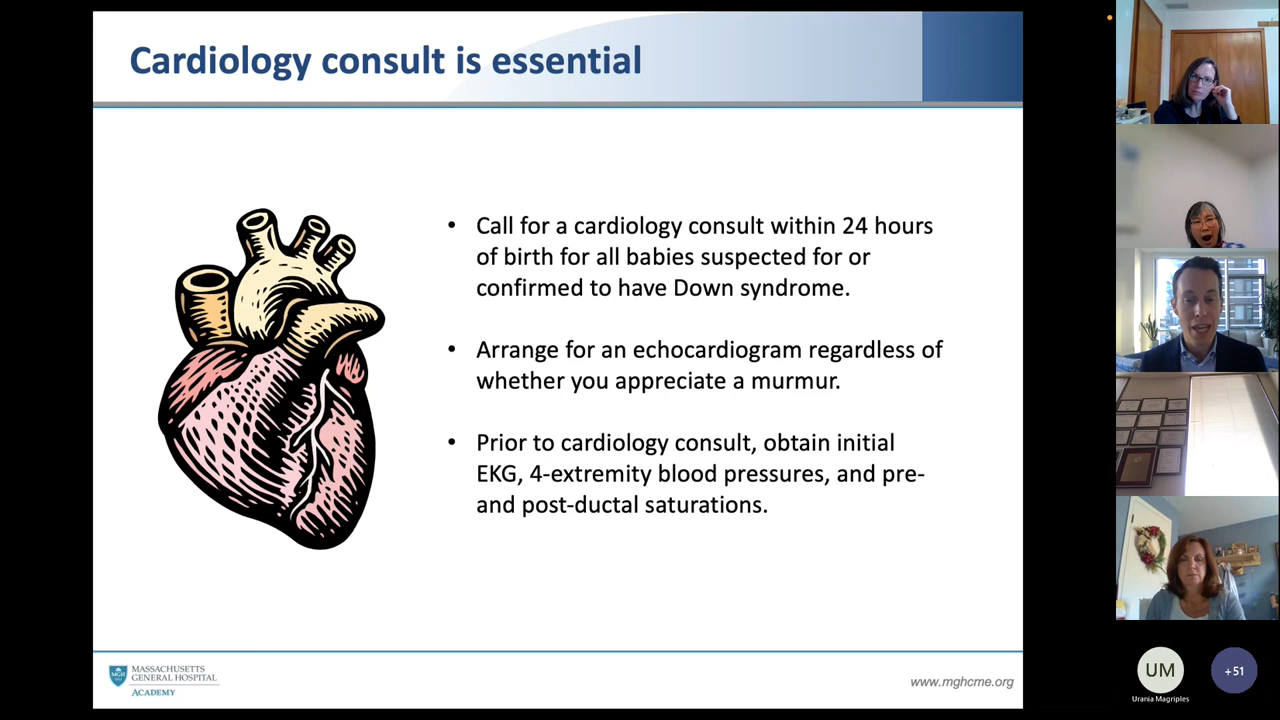 Cardiology consult is essential
• Call for a cardiology consult within 24 hours
of birth for all babies suspected for or
confirmed to have Down syndrome.
• Arrange for an echocardiogram regardless of
whether you appreciate a murmur.
• Prior to cardiology consult, obtain initial
EKG, 4-extremity blood pressures, and pre-
and post-ductal saturations.
MGH
MASSACHUSETTS
GENERAL HOSPITAL
ACADEMY
www.mghcme.org
UM
+51
Urania Magriples